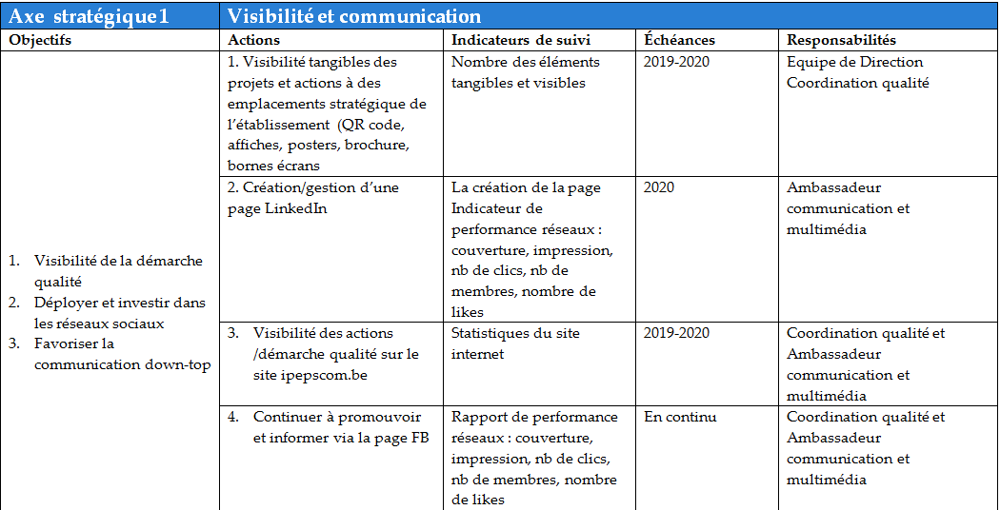 Axe stratégique 1
Visibilité et communication
Objectifs
Actions
Indicateurs de suivi
Échéances
Responsabilités
1. Visibilité de la démarche
qualité
2. Déployer et investir dans
les réseaux sociaux
3. Favoriser la
communication down-top
1. Visibilité tangibles des
projets et actions à des
emplacements stratégique de
l’établissement (QR code,
affiches, posters, brochure,
bornes écrans
Nombre des éléments
tangibles et visibles
2019-2020
Equipe de Direction
Coordination qualité
2. Création/gestion d’une
page LinkedIn
La création de la page
Indicateur de
performance réseaux :
couverture, impression,
nb de clics, nb de
membres, nombre de
likes
2020
Ambassadeur
communication et
multimédia
3. Visibilité des actions
/démarche qualité sur le
site ipepscom.be
Statistiques du site
internet
2019-2020
Coordination qualité et
Ambassadeur
communication et
multimédia
4. Continuer à promouvoir
et informer via la page FB
Rapport de performance
réseaux : couverture,
impression, nb de clics,
nb de membres, nombre
de likes
En continu
Coordination qualité et
Ambassadeur
communication et
multimédia